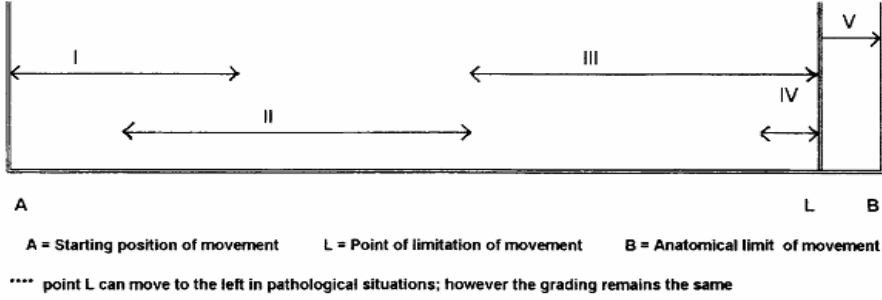 V
I
III
IV
II
A
L
B
A = Starting position of movement L = Point of limitation of movement B = Anatomical limit of movement
**** point L can move to the left in pathological situations; however the grading remains the same